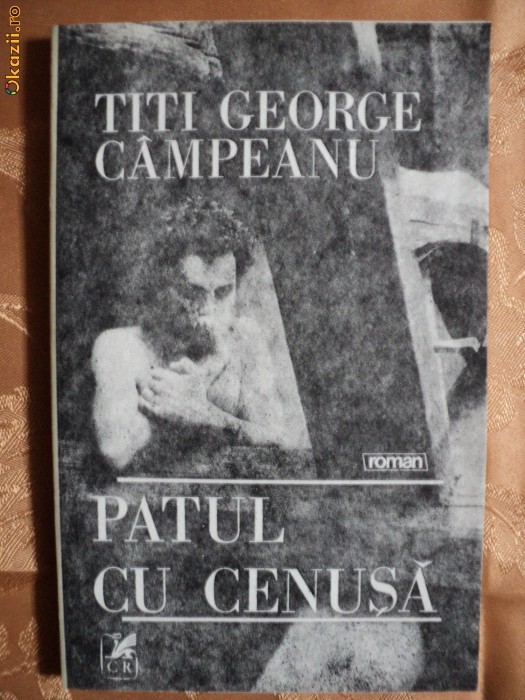 Okazii.ro
TITI GEORGE
CÂMPEANU
roman
PATUL
CU CENUȘĂ
CR